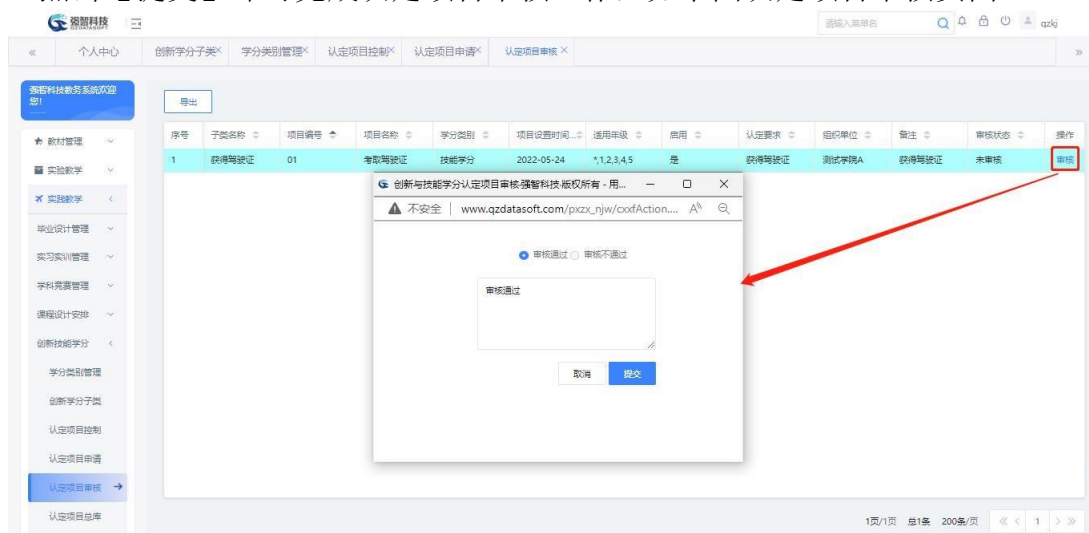 强智科技
QZDATASOFT
请输入菜单名
qzkj
« 个人中心 创新学分子类× 学分类别管理× 认定项目控制× 认定项目申请× 认定项目审核× »
强智科技教务系统欢迎您!
导出
序号 子类名称 项目编号 项目名称 学分类别 项目设置时间... 适用年级 启用 认定要求 组织单位 备注 审核状态 操作
1 获得驾驶证 01 考取驾驶证 技能学分 2022-05-24 *,1,2,3,4,5 是 获得驾驶证 测试学院A 获得驾驶证 未审核 审核
教材管理
实验教学
实践教学
毕业设计管理
实习实训管理
学科竞赛管理
课程设计安排
创新技能学分
学分类别管理
创新学分子类
认定项目控制
认定项目申请
认定项目审核
认定项目总库
创新与技能学分认定项目审核-强智科技-版权所有 - 用...
不安全 | www.qzdatasoft.com/pxzx_njw/cxxfAction....
审核通过 审核不通过
审核通过
取消 提交
1页/1页 总1条 200条/页 « < 1 > »